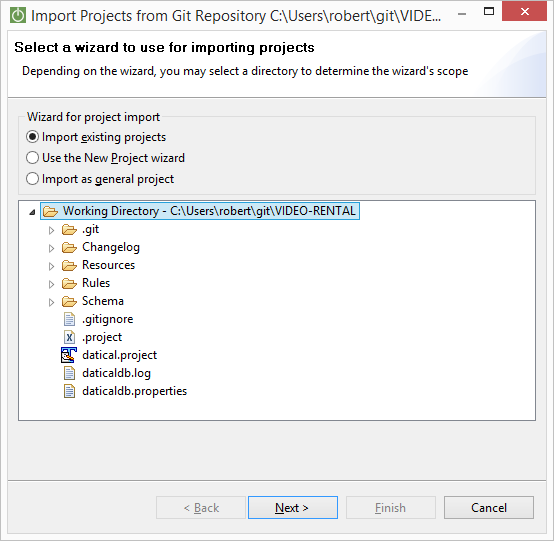 Import Projects from Git Repository C:\Users\robert\git\VIDE...
Select a wizard to use for importing projects
Depending on the wizard, you may select a directory to determine the wizard's scope
Wizard for project import
Import existing projects
Use the New Project wizard
Import as general project
Working Directory - C:\Users\robert\git\VIDEO-RENTAL
.git
Changelog
Resources
Rules
Schema
.gitignore
.project
datical.project
daticaldb.log
daticaldb.properties
< Back
Next >
Finish
Cancel